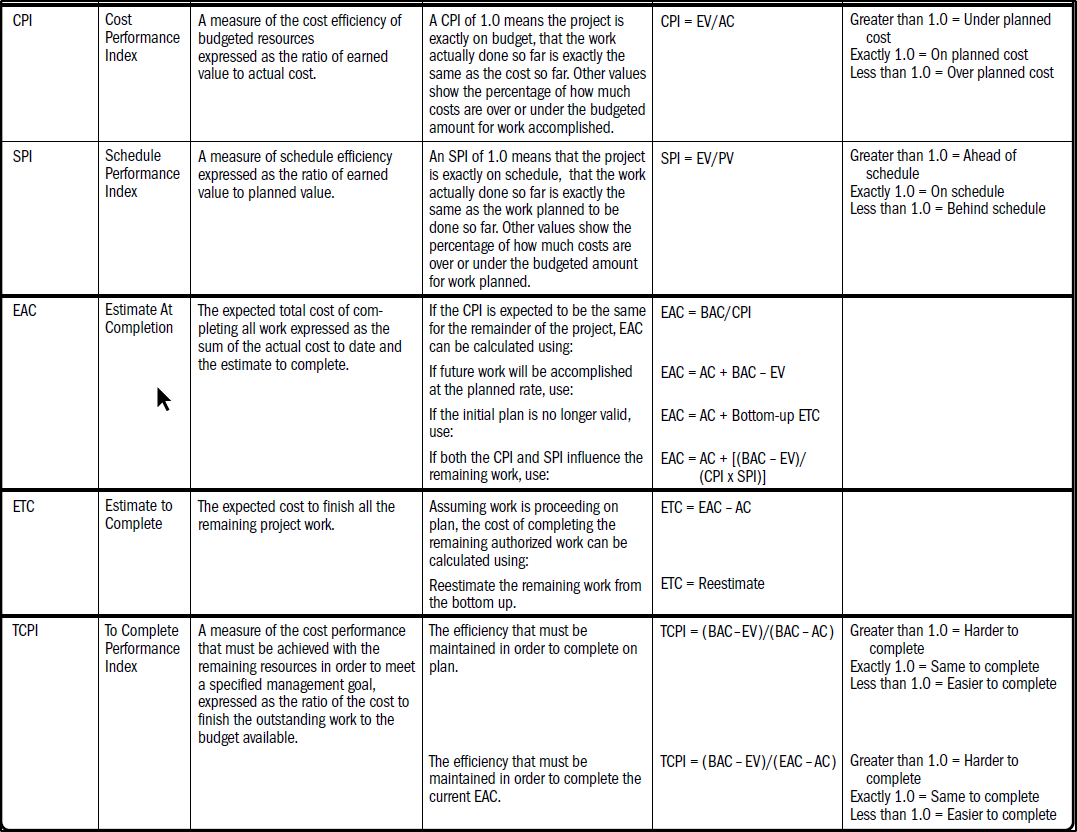 CPI
Cost
Performance
Index
A measure of the cost efficiency of
budgeted resources
expressed as the ratio of earned
value to actual cost.
A CPI of 1.0 means the project is
exactly on budget, that the work
actually done so far is exactly the
same as the cost so far. Other values
show the percentage of how much
costs are over or under the budgeted
amount for work accomplished.
CPI = EV/AC
Greater than 1.0 = Under planned
cost
Exactly 1.0 = On planned cost
Less than 1.0 = Over planned cost
SPI
Schedule
Performance
Index
A measure of schedule efficiency
expressed as the ratio of earned
value to planned value.
An SPI of 1.0 means that the project
is exactly on schedule, that the work
actually done so far is exactly the
same as the work planned to be
done so far. Other values show the
percentage of how much costs are
over or under the budgeted amount
for work planned.
SPI = EV/PV
Greater than 1.0 = Ahead of
schedule
Exactly 1.0 = On schedule
Less than 1.0 = Behind schedule
EAC
Estimate At
Completion
The expected total cost of com-
pleting all work expressed as the
sum of the actual cost to date and
the estimate to complete.
If the CPI is expected to be the same
for the remainder of the project, EAC
can be calculated using:
EAC = BAC/CPI
If future work will be accomplished
at the planned rate, use:
EAC = AC + BAC – EV
If the initial plan is no longer valid,
use:
EAC = AC + Bottom-up ETC
If both the CPI and SPI influence the
remaining work, use:
EAC = AC + [(BAC – EV)/
(CPI x SPI)]
ETC
Estimate to
Complete
The expected cost to finish all the
remaining project work.
Assuming work is proceeding on
plan, the cost of completing the
remaining authorized work can be
calculated using:
ETC = EAC – AC
Reestimate the remaining work from
the bottom up.
ETC = Reestimate
TCPI
To Complete
Performance
Index
A measure of the cost performance
that must be achieved with the
remaining resources in order to meet
a specified management goal,
expressed as the ratio of the cost to
finish the outstanding work to the
budget available.
The efficiency that must be
maintained in order to complete on
plan.
TCPI = (BAC–EV)/(BAC – AC)
Greater than 1.0 = Harder to
complete
Exactly 1.0 = Same to complete
Less than 1.0 = Easier to complete
The efficiency that must be
maintained in order to complete the
current EAC.
TCPI = (BAC – EV)/(EAC – AC)
Greater than 1.0 = Harder to
complete
Exactly 1.0 = Same to complete
Less than 1.0 = Easier to complete